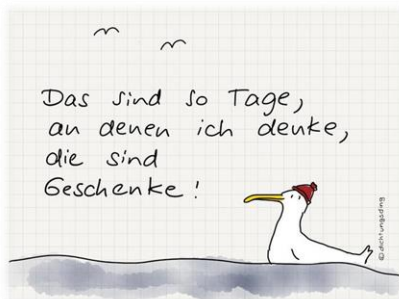 Das sind so Tage,
an denen ich denke,
die sind
Geschenke!
©dichtungsding